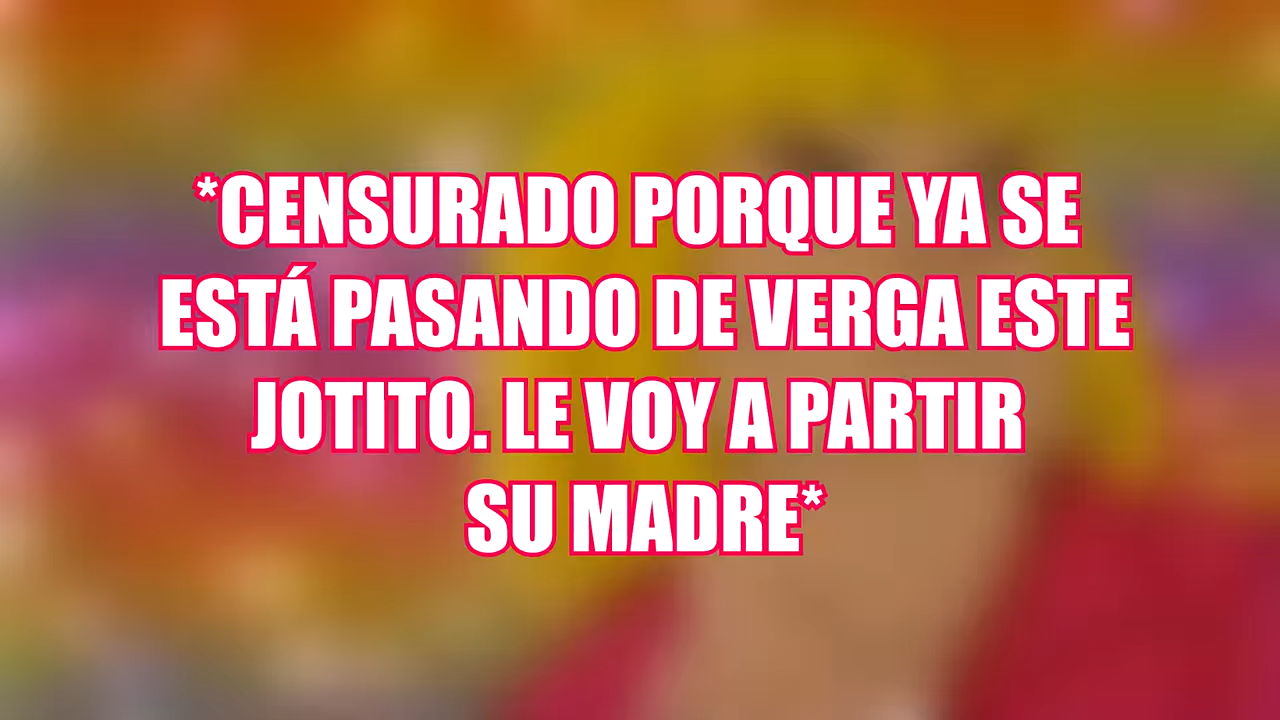 *CENSURADO PORQUE YA SE
ESTÁ PASANDO DE VERGA ESTE
JOTITO. LE VOY A PARTIR
SU MADRE*